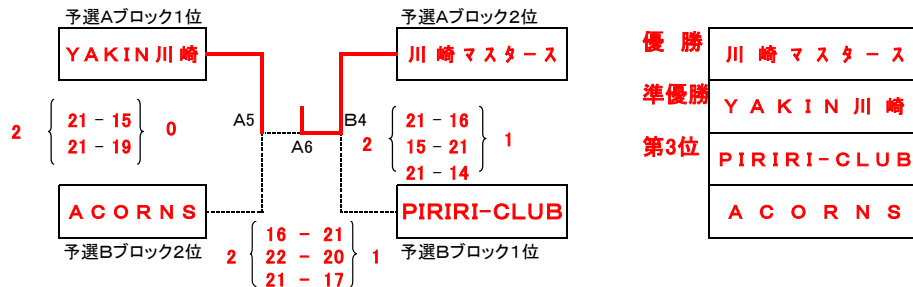 予選Aブロック1位
予選Aブロック2位
YAKIN川崎
川崎マスタース
優勝
川崎マスタース
準優勝
YAKIN川崎
第3位
PIRIRI-CLUB
ACORNS
2
21 - 15
21 - 19
0
A5
A6
B4
2
21 - 16
15 - 21
21 - 14
1
ACORNS
PIRIRI-CLUB
予選Bブロック2位
予選Bブロック1位
2
16 - 21
22 - 20
21 - 17
1